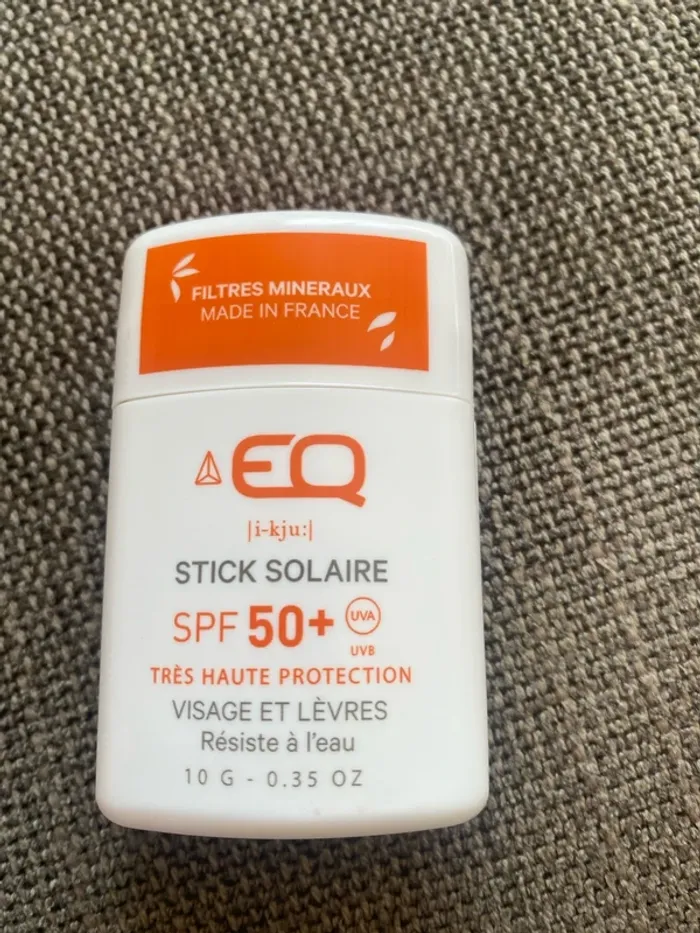 FILTRES MINERAUX
MADE IN FRANCE
EQ
|i-kju:|
STICK SOLAIRE
SPF 50+ UVA
UVB
TRÈS HAUTE PROTECTION
VISAGE ET LÈVRES
Résiste à l'eau
10 G - 0.35 OZ